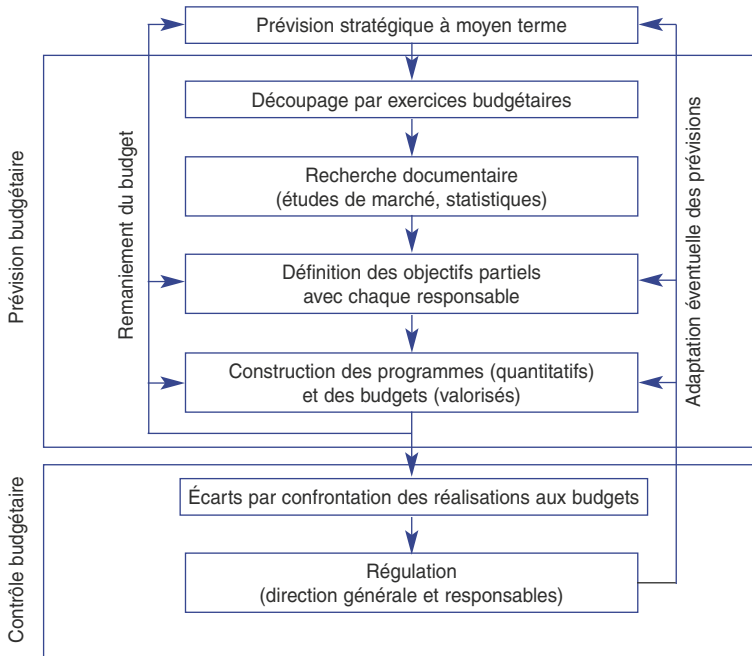 Prévision stratégique à moyen terme
Prévision budgétaire
Remaniement du budget
Découpage par exercices budgétaires
Recherche documentaire
(études de marché, statistiques)
Définition des objectifs partiels
avec chaque responsable
Construction des programmes (quantitatifs)
et des budgets (valorisés)
Adaptation éventuelle des prévisions
Contrôle budgétaire
Écarts par confrontation des réalisations aux budgets
Régulation
(direction générale et responsables)